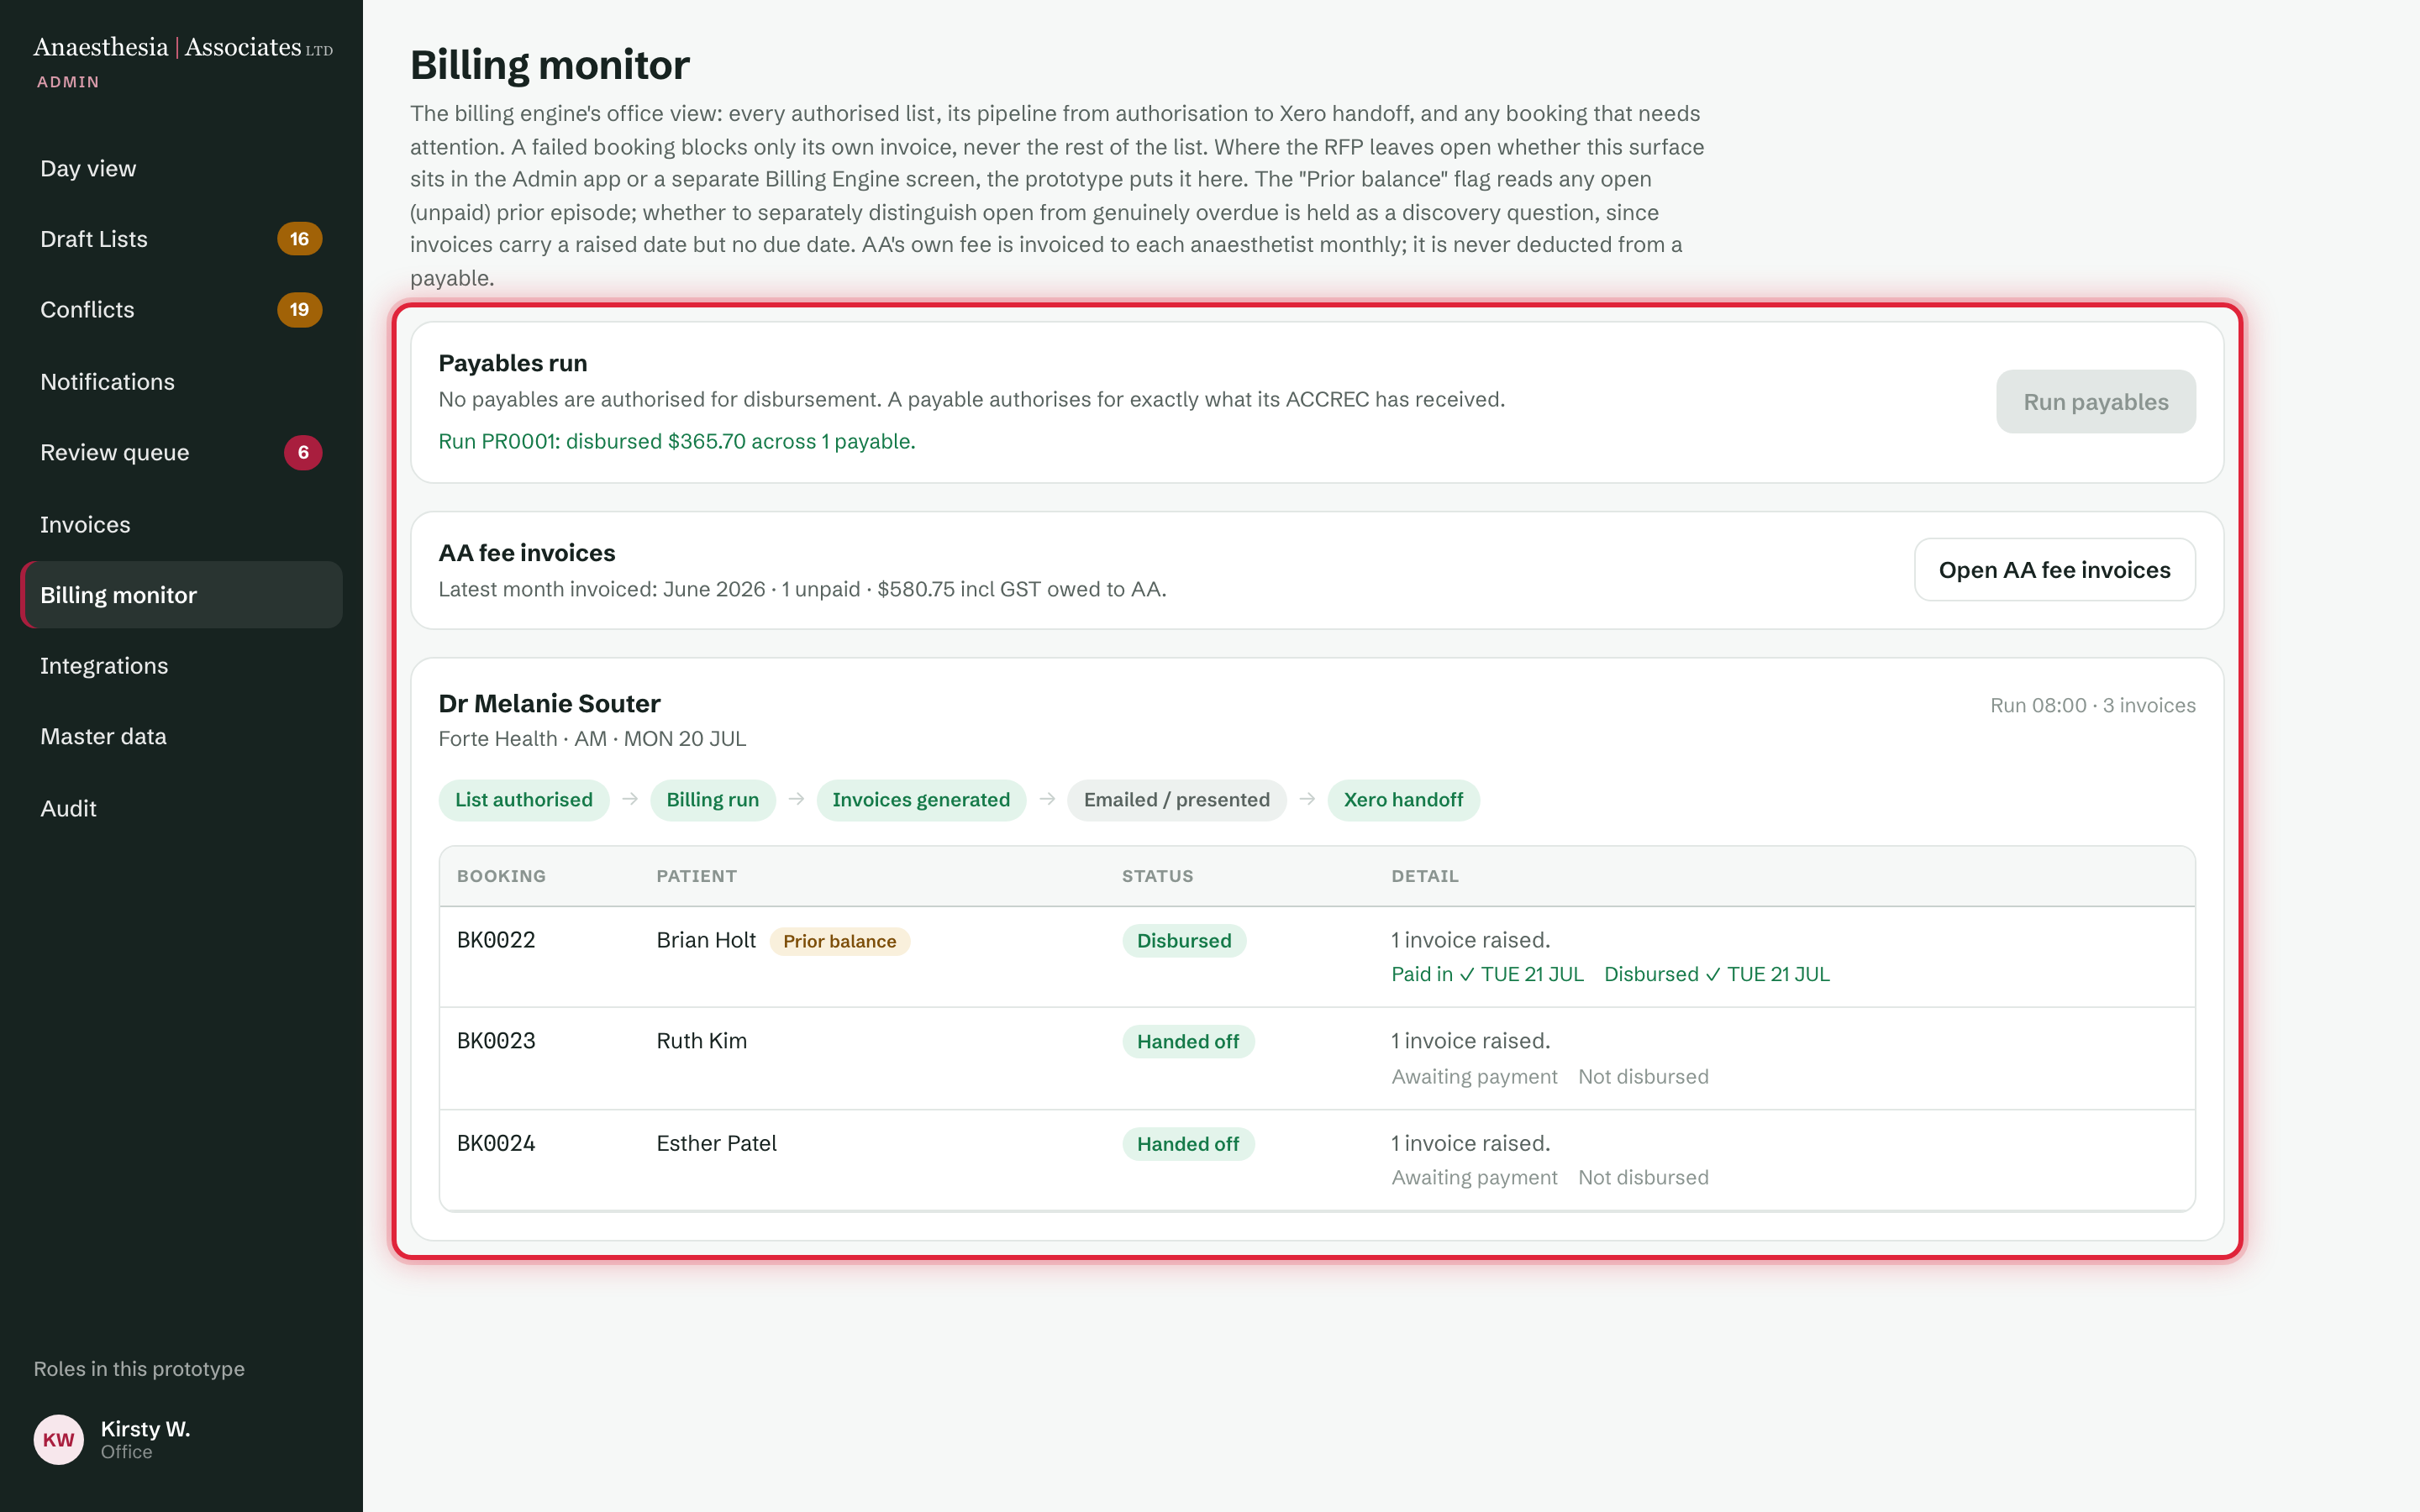 Anaesthesia | Associates LTD
ADMIN
Day view
Draft Lists 16
Conflicts 19
Notifications
Review queue 6
Invoices
Billing monitor
Integrations
Master data
Audit
Roles in this prototype
KW
Kirsty W.
Office
Billing monitor
The billing engine's office view: every authorised list, its pipeline from authorisation to Xero handoff, and any booking that needs
attention. A failed booking blocks only its own invoice, never the rest of the list. Where the RFP leaves open whether this surface
sits in the Admin app or a separate Billing Engine screen, the prototype puts it here. The "Prior balance" flag reads any open
(unpaid) prior episode; whether to separately distinguish open from genuinely overdue is held as a discovery question, since
invoices carry a raised date but no due date. AA's own fee is invoiced to each anaesthetist monthly; it is never deducted from a
payable.
Payables run
No payables are authorised for disbursement. A payable authorises for exactly what its ACCREC has received.
Run PR0001: disbursed $365.70 across 1 payable.
Run payables
AA fee invoices
Latest month invoiced: June 2026 · 1 unpaid · $580.75 incl GST owed to AA.
Open AA fee invoices
Dr Melanie Souter
Run 08:00 · 3 invoices
Forte Health · AM · MON 20 JUL
List authorised → Billing run → Invoices generated → Emailed / presented → Xero handoff
BOOKING PATIENT STATUS DETAIL
BK0022 Brian Holt Prior balance Disbursed 1 invoice raised.
Paid in ✓ TUE 21 JUL Disbursed ✓ TUE 21 JUL
BK0023 Ruth Kim Handed off 1 invoice raised.
Awaiting payment Not disbursed
BK0024 Esther Patel Handed off 1 invoice raised.
Awaiting payment Not disbursed